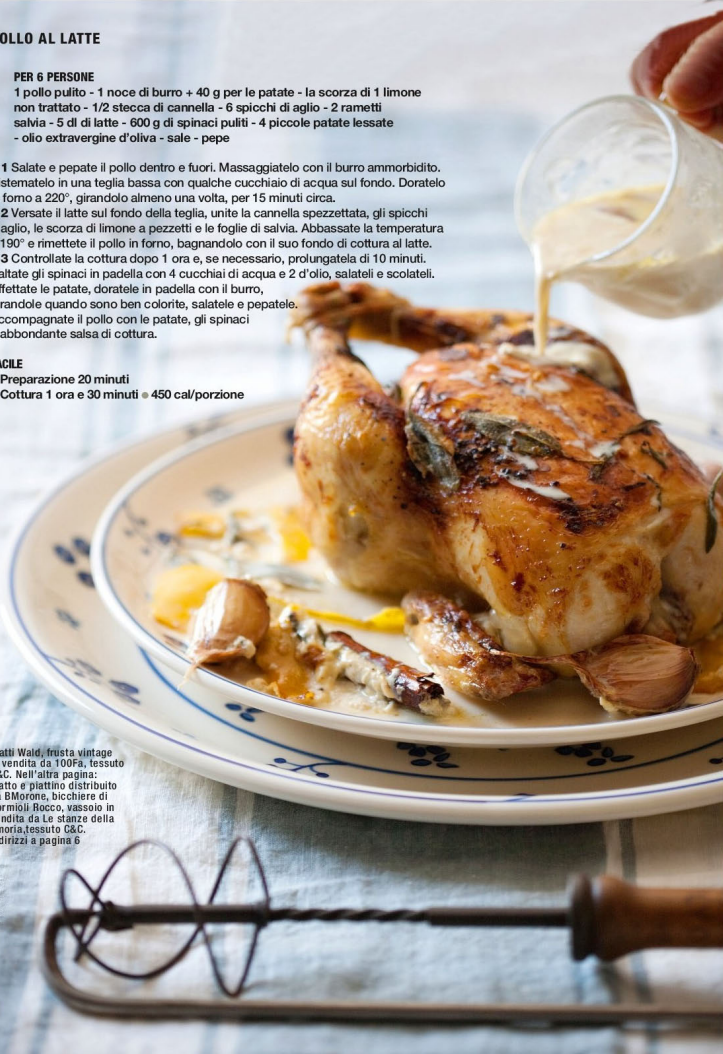 OLLO AL LATTE
PER 6 PERSONE
1 pollo pulito - 1 noce di burro + 40 g per le patate - la scorza di 1 limone
non trattato - 1/2 stecca di cannella - 6 spicchi di aglio - 2 rametti
salvia - 5 dl di latte - 600 g di spinaci puliti - 4 piccole patate lessate
- olio extravergine d'oliva - sale - pepe
1 Salate e pepate il pollo dentro e fuori. Massaggiatelo con il burro ammorbidito.
stematelo in una teglia bassa con qualche cucchiaio di acqua sul fondo. Doratelo
forno a 220°, girandolo almeno una volta, per 15 minuti circa.
2 Versate il latte sul fondo della teglia, unite la cannella spezzettata, gli spicchi
aglio, le scorza di limone a pezzetti e le foglie di salvia. Abbassate la temperatura
190° e rimettete il pollo in forno, bagnandolo con il suo fondo di cottura al latte.
3 Controllate la cottura dopo 1 ora e, se necessario, prolungatela di 10 minuti.
altate gli spinaci in padella con 4 cucchiai di acqua e 2 d'olio, salateli e scolateli.
ffettate le patate, doratele in padella con il burro,
randole quando sono ben colorite, salatele e pepatele.
ccompagnate il pollo con le patate, gli spinaci
abbondante salsa di cottura.
ACILE
Preparazione 20 minuti
Cottura 1 ora e 30 minuti ● 450 cal/porzione
atti Wald, frusta vintage
vendita da 100Fa, tessuto
&C. Nell'altra pagina:
atto e piattino distribuito
BMorone, bicchiere di
ormioli Rocco, vassoio in
ndita da Le stanze della
moria,tessuto C&C.
dirizzi a pagina 6